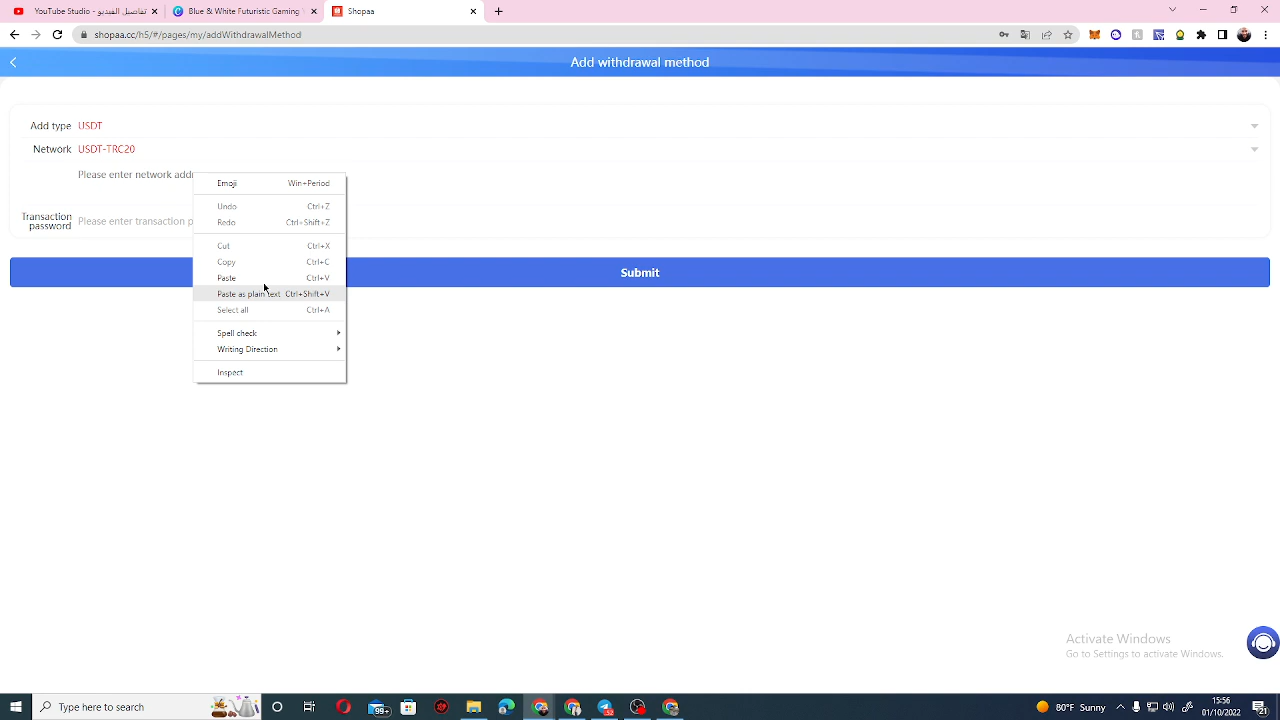 YouTube Studio - تفاصيل الفيديو
Blue & White Futuristic Gaming
Shopaa
shopaa.cc/h5/#/pages/my/addWithdrawalMethod
Add withdrawal method
Add type USDT
Network USDT-TRC20
Please enter network addr
Transaction password Please enter transaction p
Emoji Win+Period
Undo Ctrl+Z
Redo Ctrl+Shift+Z
Cut Ctrl+X
Copy Ctrl+C
Paste Ctrl+V
Paste as plain text Ctrl+Shift+V
Select all Ctrl+A
Spell check
Writing Direction
Inspect
Submit
Activate Windows
Go to Settings to activate Windows.
Type here to search
99+
52
80°F Sunny
15:56
01/10/2022